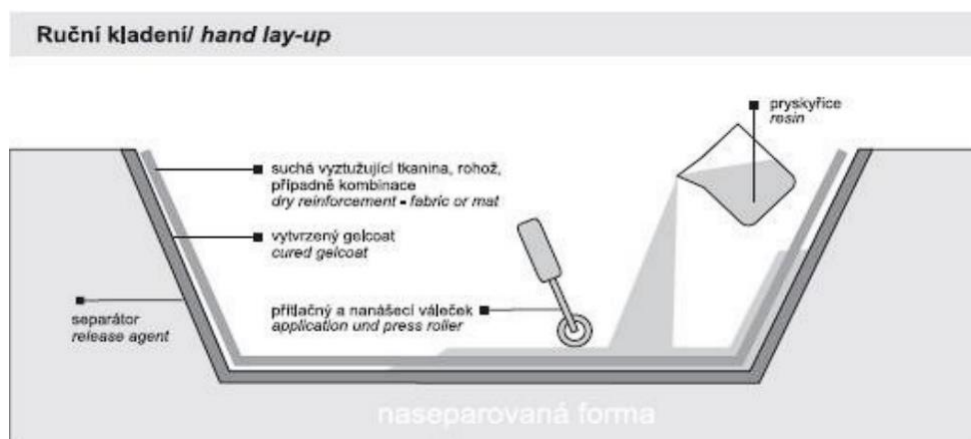 Ruční kladení/ hand lay-up
pryskyřice
resin
suchá vyztužující tkanina, rohož,
případně kombinace
dry reinforcement - fabric or mat
vytvrzený gelcoat
cured gelcoat
přítlačný a nanášecí váleček
application und press roller
separátor
release agent
naseparovaná forma